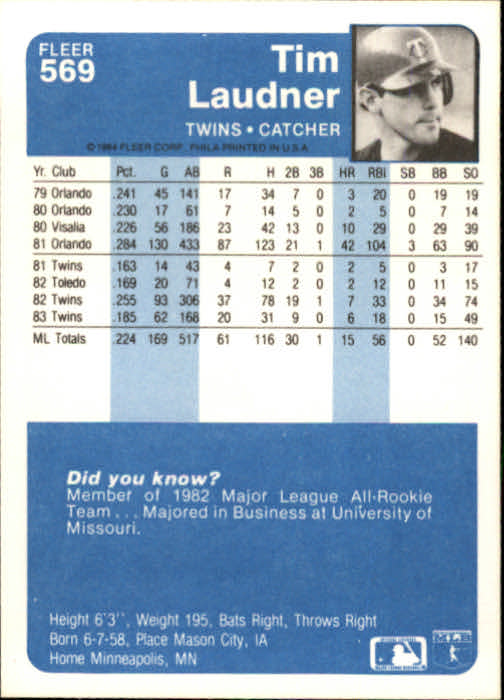 FLEER
569
Tim
Laudner
TWINS • CATCHER
© 1984 FLEER CORP. PHILA PRINTED IN U.S.A.
Yr. Club Pct. G AB R H 2B 3B HR RBI SB BB SO
79 Orlando .241 45 141 17 34 7 0 3 20 0 19 19
80 Orlando .230 17 61 7 14 5 0 2 5 0 7 14
80 Visalia .226 56 186 23 42 13 0 10 29 0 29 39
81 Orlando .284 130 433 87 123 21 1 42 104 3 63 90
81 Twins .163 14 43 4 7 2 0 2 5 0 3 17
82 Toledo .169 20 71 4 12 2 0 2 12 0 11 15
82 Twins .255 93 306 37 78 19 1 7 33 0 34 74
83 Twins .185 62 168 20 31 9 0 6 18 0 15 49
ML Totals .224 169 517 61 116 30 1 15 56 0 52 140
Did you know?
Member of 1982 Major League All-Rookie
Team . . . Majored in Business at University of
Missouri.
Height 6'3'', Weight 195, Bats Right, Throws Right
Born 6-7-58, Place Mason City, IA
Home Minneapolis, MN